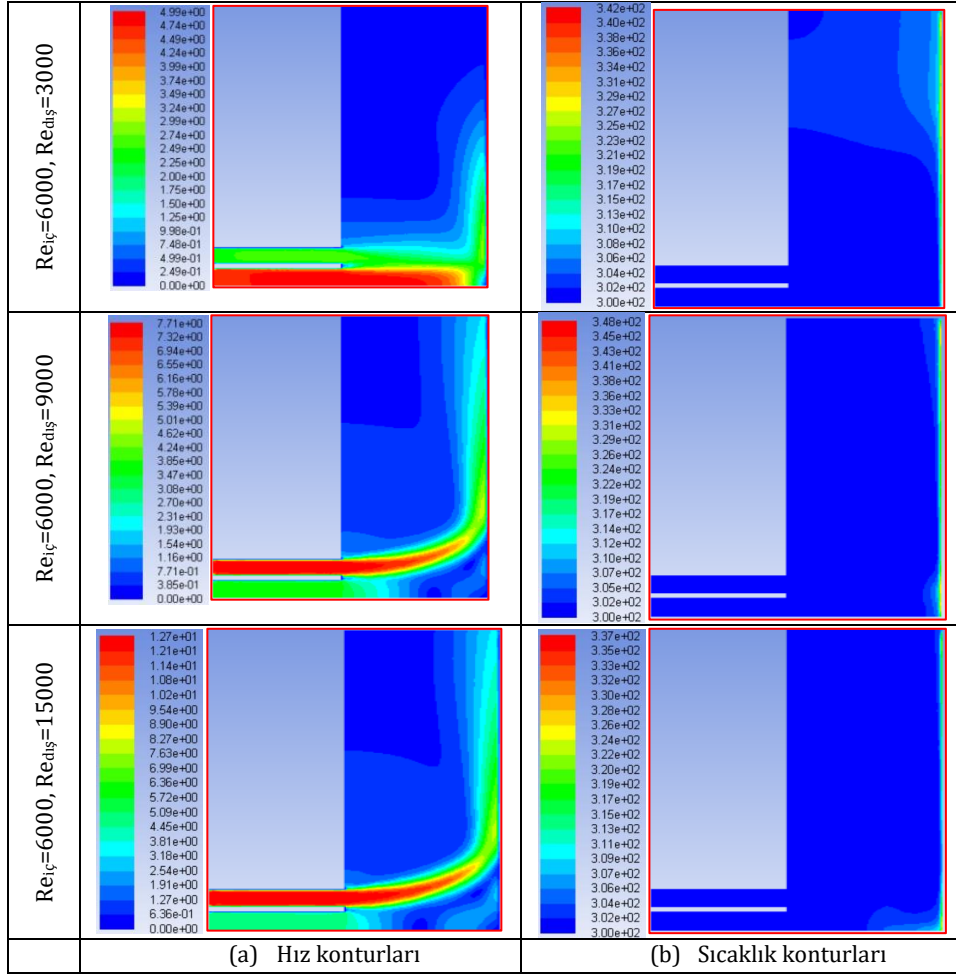 Reiç=6000, Redış=3000
4.99e+00
4.74e+00
4.49e+00
4.24e+00
3.99e+00
3.74e+00
3.49e+00
3.24e+00
2.99e+00
2.74e+00
2.49e+00
2.25e+00
2.00e+00
1.75e+00
1.50e+00
1.25e+00
9.98e-01
7.48e-01
4.99e-01
2.49e-01
0.00e+00
3.42e+02
3.40e+02
3.38e+02
3.36e+02
3.34e+02
3.31e+02
3.29e+02
3.27e+02
3.25e+02
3.23e+02
3.21e+02
3.19e+02
3.17e+02
3.15e+02
3.13e+02
3.10e+02
3.08e+02
3.06e+02
3.04e+02
3.02e+02
3.00e+02
Reiç=6000, Redış=9000
7.71e+00
7.32e+00
6.94e+00
6.55e+00
6.16e+00
5.78e+00
5.39e+00
5.01e+00
4.62e+00
4.24e+00
3.85e+00
3.47e+00
3.08e+00
2.70e+00
2.31e+00
1.93e+00
1.54e+00
1.16e+00
7.71e-01
3.85e-01
0.00e+00
3.48e+02
3.46e+02
3.43e+02
3.41e+02
3.38e+02
3.36e+02
3.33e+02
3.31e+02
3.29e+02
3.26e+02
3.24e+02
3.22e+02
3.19e+02
3.17e+02
3.14e+02
3.12e+02
3.10e+02
3.07e+02
3.05e+02
3.02e+02
3.00e+02
Reiç=6000, Redış=15000
1.27e+01
1.21e+01
1.14e+01
1.08e+01
1.02e+01
9.54e+00
8.90e+00
8.27e+00
7.63e+00
6.99e+00
6.36e+00
5.72e+00
5.09e+00
4.45e+00
3.81e+00
3.18e+00
2.54e+00
1.91e+00
1.27e+00
6.36e-01
0.00e+00
3.37e+02
3.35e+02
3.33e+02
3.32e+02
3.30e+02
3.28e+02
3.26e+02
3.24e+02
3.22e+02
3.20e+02
3.19e+02
3.17e+02
3.15e+02
3.13e+02
3.11e+02
3.09e+02
3.07e+02
3.06e+02
3.04e+02
3.02e+02
3.00e+02
(a) Hız konturları
(b) Sıcaklık konturları